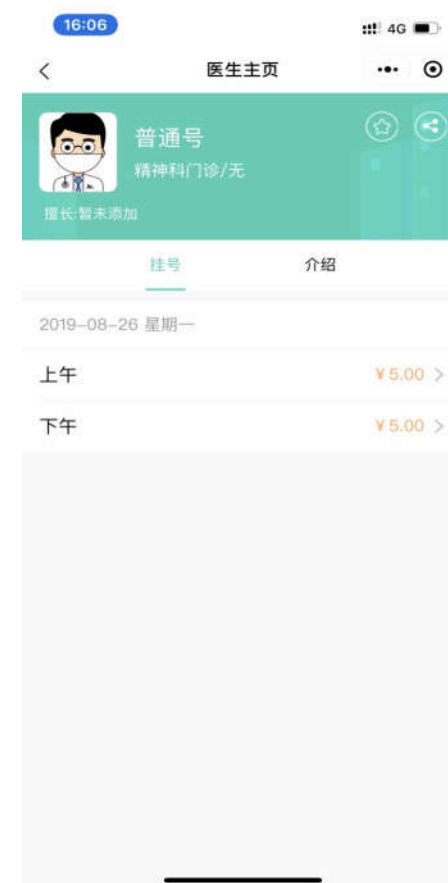 16:06
4G
医生主页
普通号
精神科门诊/无
擅长:暂未添加
挂号
介绍
2019-08-26 星期一
上午
¥5.00
下午
¥5.00